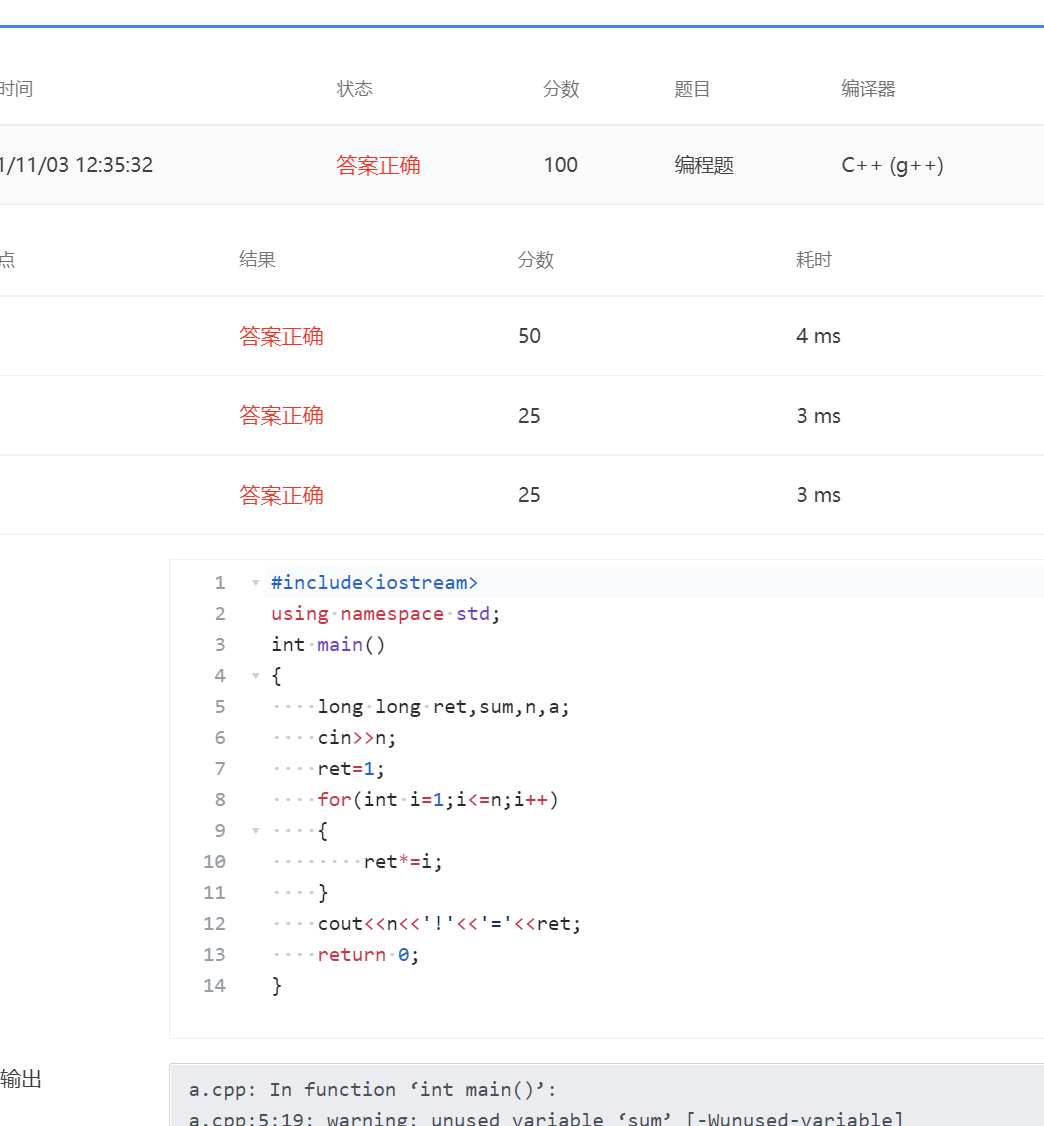 时间 状态 分数 题目 编译器
1/11/03 12:35:32 答案正确 100 编程题 C++ (g++)
点 结果 分数 耗时
答案正确 50 4 ms
答案正确 25 3 ms
答案正确 25 3 ms
1 #include<iostream>
2 using namespace std;
3 int main()
4 {
5     long long ret,sum,n,a;
6     cin>>n;
7     ret=1;
8     for(int i=1;i<=n;i++)
9     {
10         ret*=i;
11     }
12     cout<<n<<'!'<<'='<<ret;
13     return 0;
14 }
输出
a.cpp: In function ‘int main()’:
a.cpp:5:19: warning: unused variable ‘sum’ [-Wunused-variable]